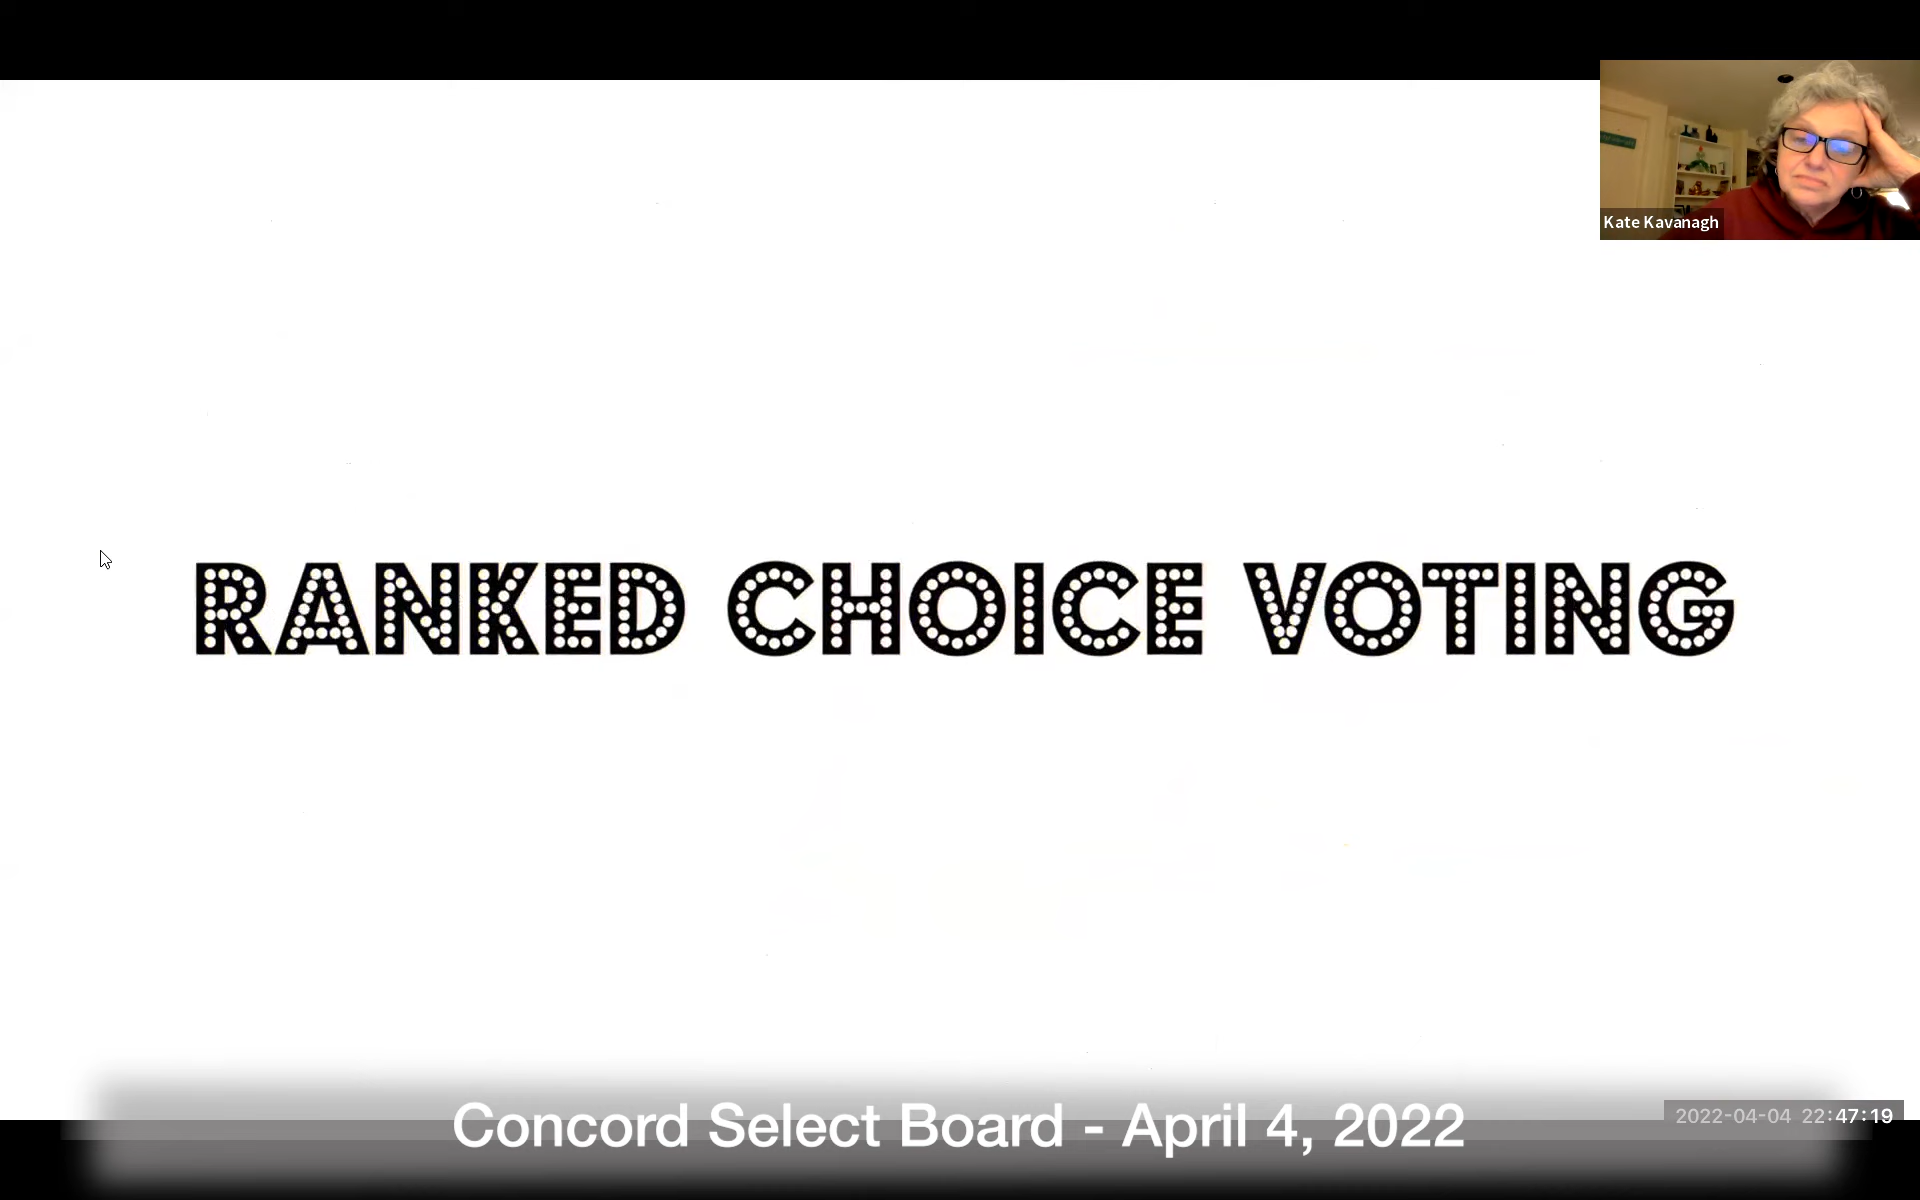 Kate Kavanagh
RANKED CHOICE VOTING
Concord Select Board - April 4, 2022
2022-04-04 22:47:19